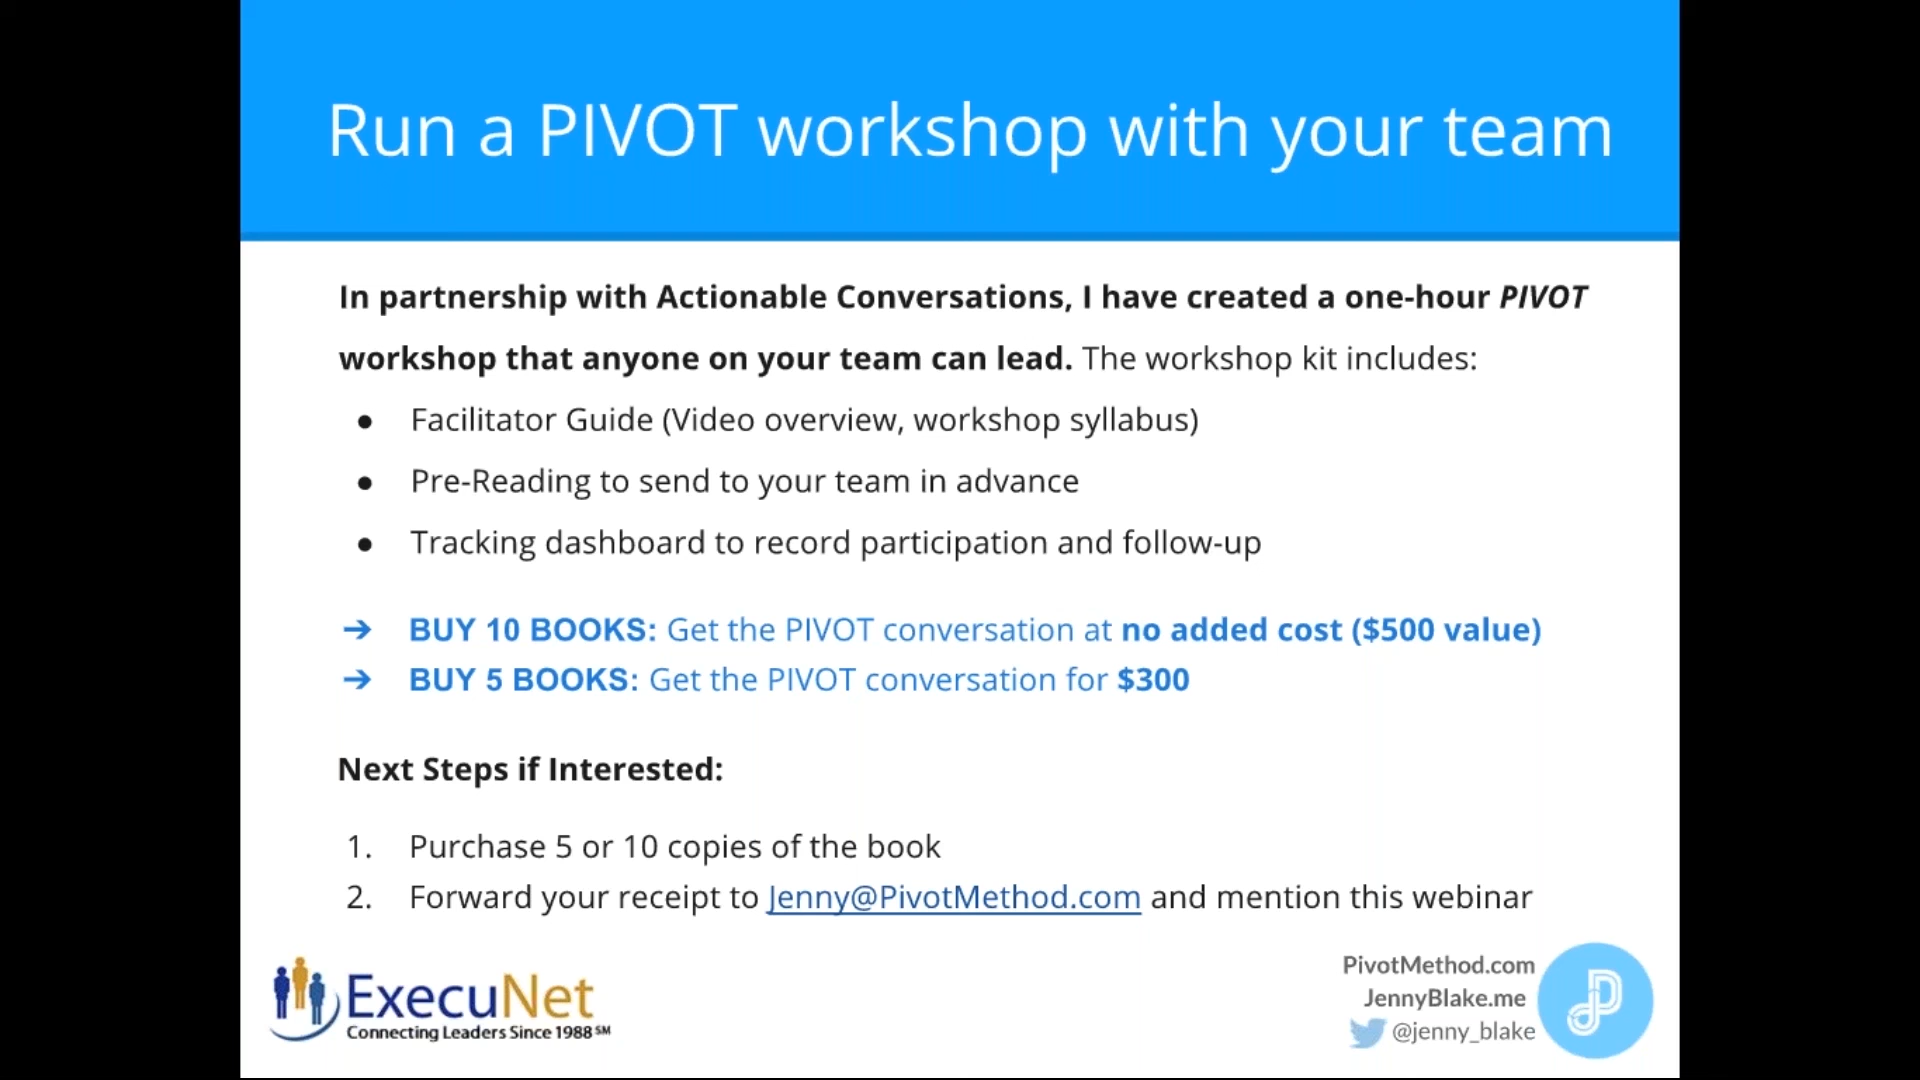 Run a PIVOT workshop with your team
In partnership with Actionable Conversations, I have created a one-hour PIVOT
workshop that anyone on your team can lead. The workshop kit includes:
● Facilitator Guide (Video overview, workshop syllabus)
● Pre-Reading to send to your team in advance
● Tracking dashboard to record participation and follow-up
➔ BUY 10 BOOKS: Get the PIVOT conversation at no added cost ($500 value)
➔ BUY 5 BOOKS: Get the PIVOT conversation for $300
Next Steps if Interested:
1. Purchase 5 or 10 copies of the book
2. Forward your receipt to Jenny@PivotMethod.com and mention this webinar
ExecuNet
Connecting Leaders Since 1988℠
PivotMethod.com
JennyBlake.me
@jenny_blake